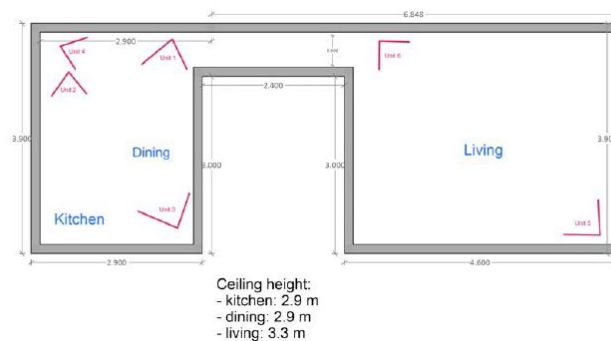 6.848
2.900
Unit 4
Unit 1
Unit 6
Unit 2
2.400
3.900
Dining
3.000
3.000
Living
3.90
Kitchen
Unit 3
Unit 5
2.900
4.600
Ceiling height:
- kitchen: 2.9 m
- dining: 2.9 m
- living: 3.3 m